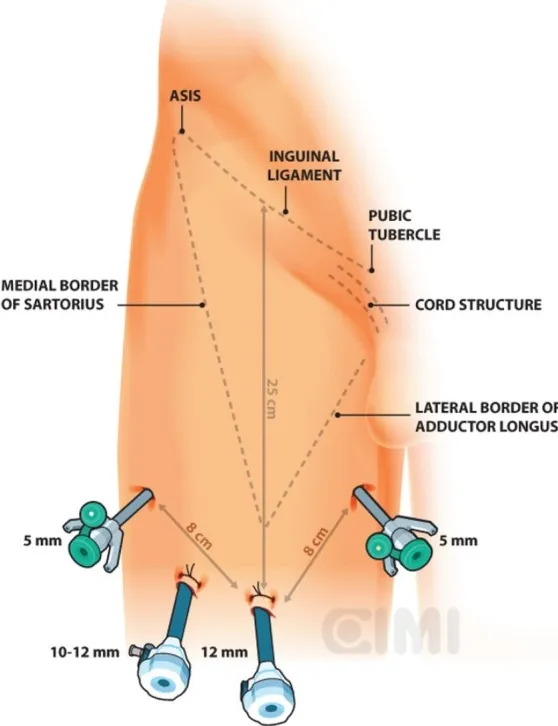 ASIS
INGUINAL
LIGAMENT
PUBIC
TUBERCLE
MEDIAL BORDER
OF SARTORIUS
CORD STRUCTURE
25 cm
LATERAL BORDER OF
ADDUCTOR LONGUS
8 cm
8 cm
5 mm
5 mm
CIMI
10-12 mm
12 mm